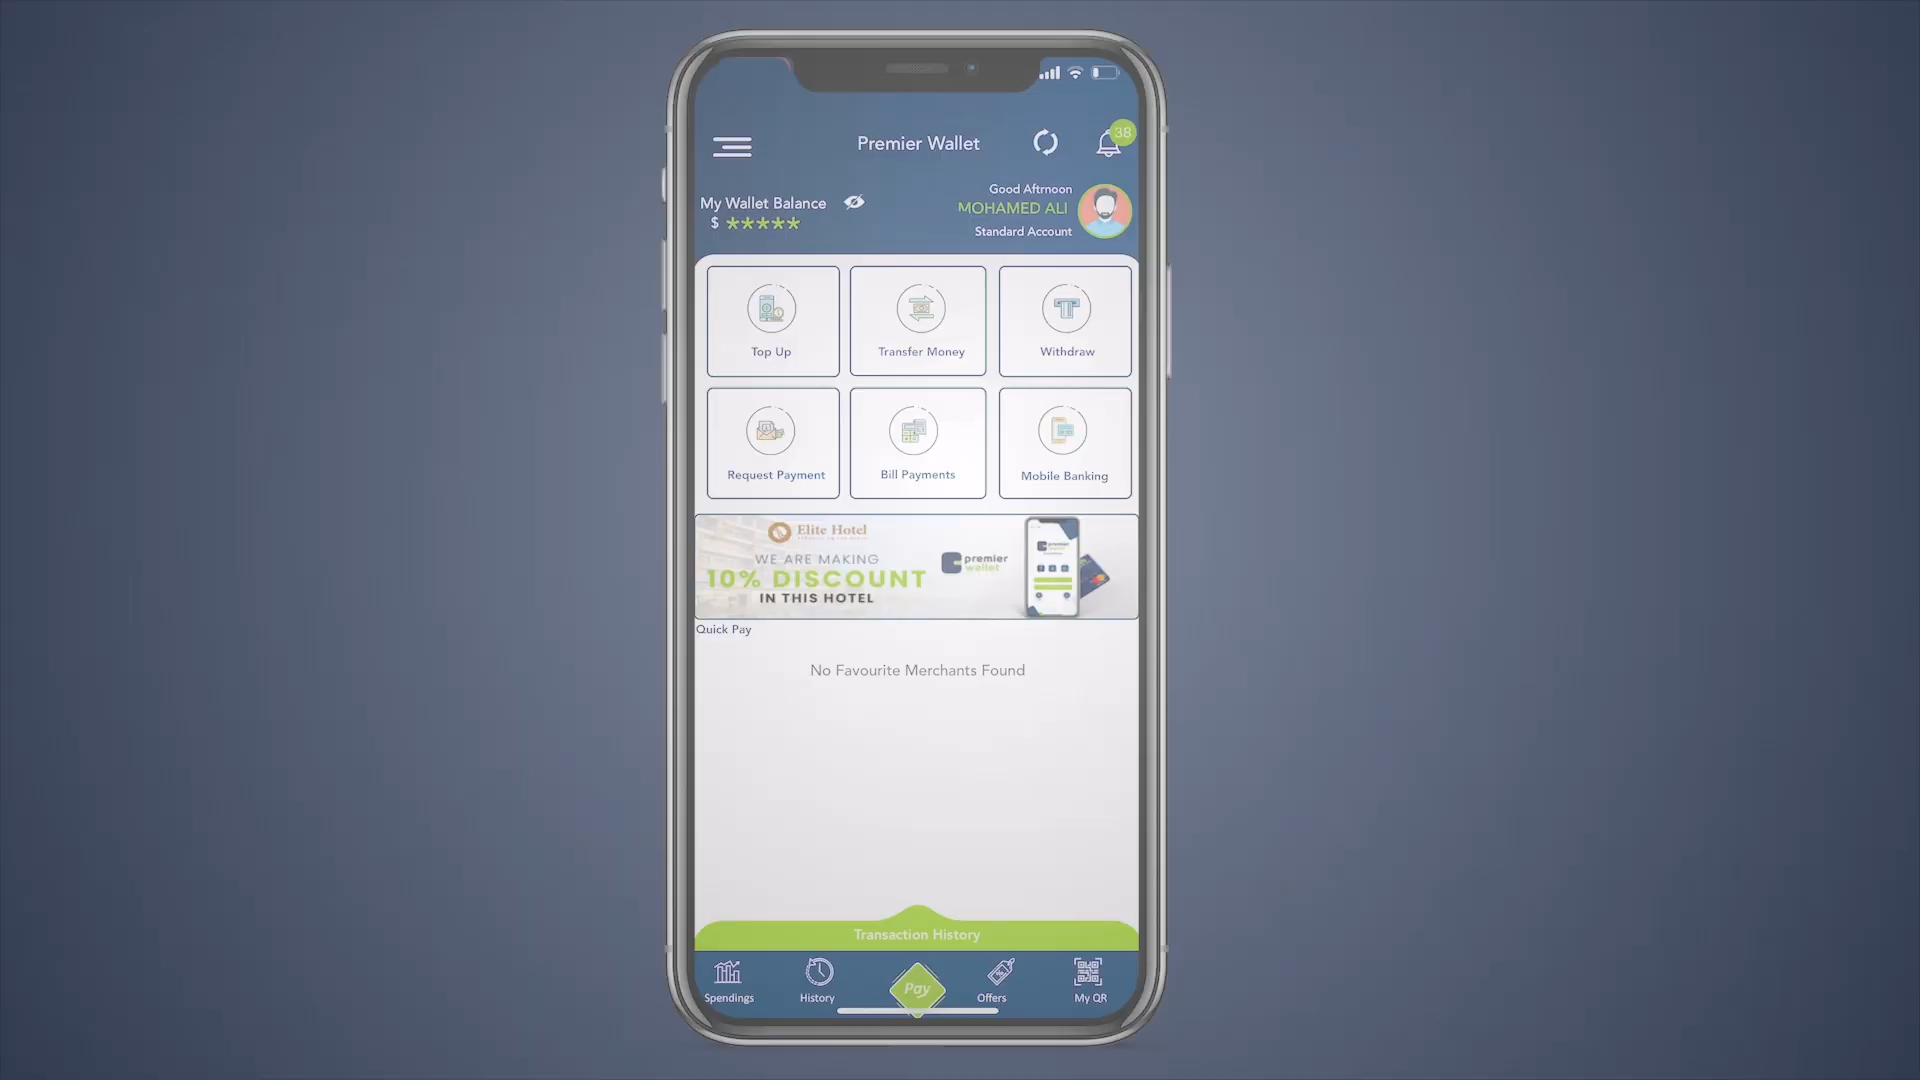 Premier Wallet
38
My Wallet Balance
$ *****
Good Aftrnoon
MOHAMED ALI
Standard Account
Top Up
Transfer Money
Withdraw
Request Payment
Bill Payments
Mobile Banking
Elite Hotel
WE ARE MAKING
10% DISCOUNT
IN THIS HOTEL
premier
wallet
Quick Pay
No Favourite Merchants Found
Transaction History
Spendings
History
Pay
Offers
My QR